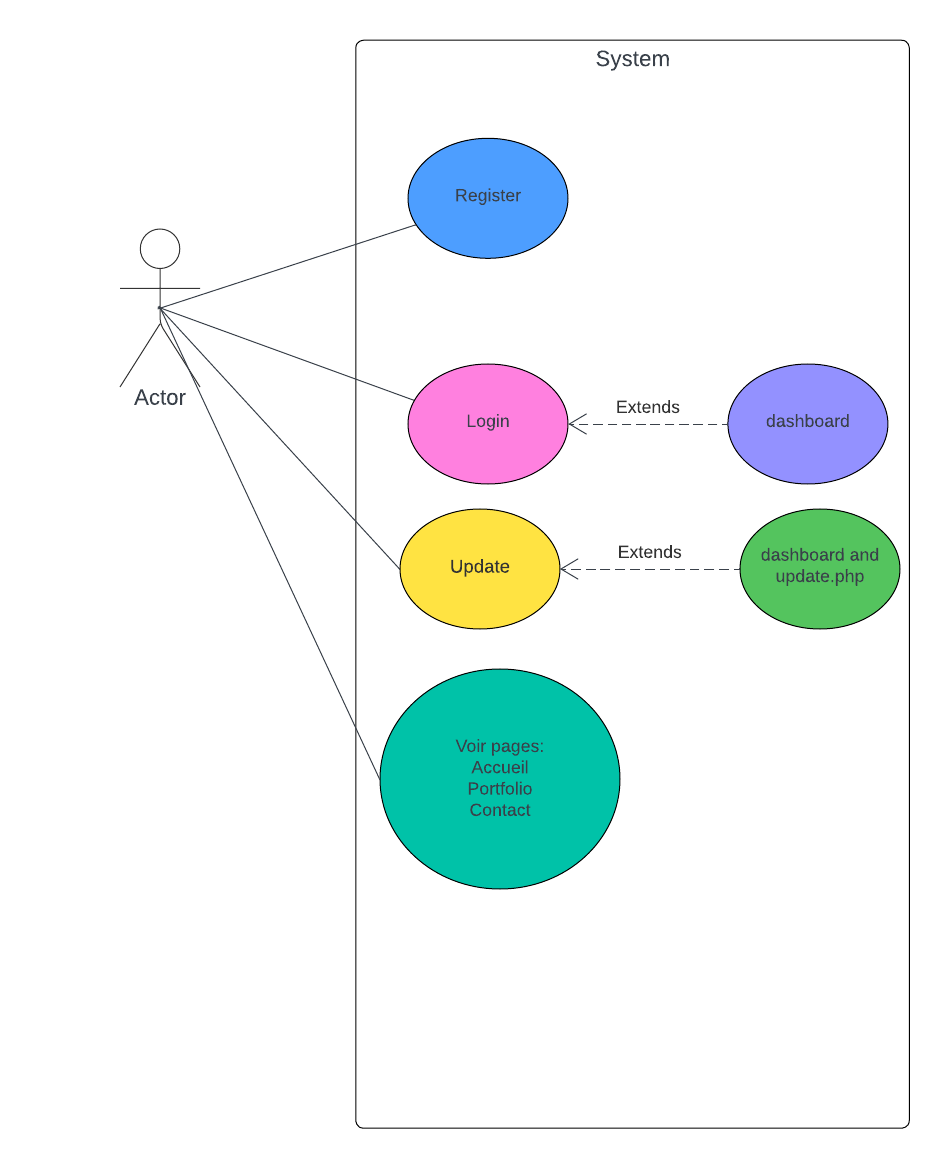 System
Register
Actor
Login
Extends
dashboard
Update
Extends
dashboard and
update.php
Voir pages:
Accueil
Portfolio
Contact